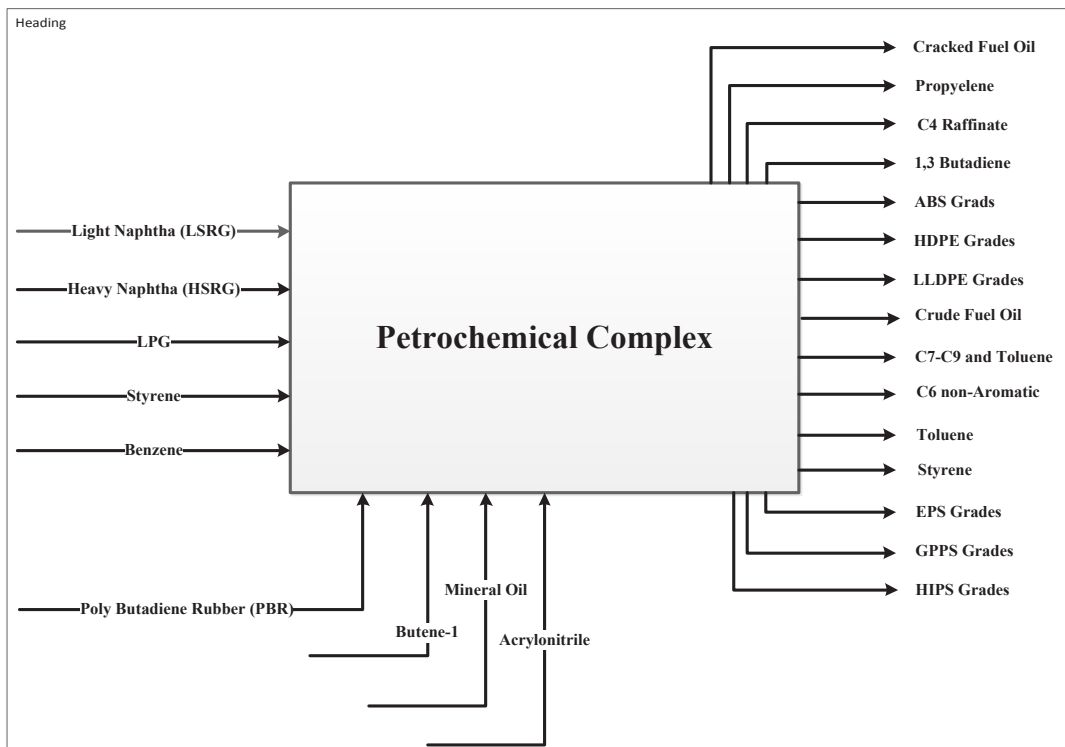 Heading
Cracked Fuel Oil
Propyelene
C4 Raffinate
1,3 Butadiene
ABS Grads
HDPE Grades
LLDPE Grades
Crude Fuel Oil
C7-C9 and Toluene
C6 non-Aromatic
Toluene
Styrene
EPS Grades
GPPS Grades
HIPS Grades
Light Naphtha (LSRG)
Heavy Naphtha (HSRG)
LPG
Styrene
Benzene
Petrochemical Complex
Poly Butadiene Rubber (PBR)
Butene-1
Mineral Oil
Acrylonitrile